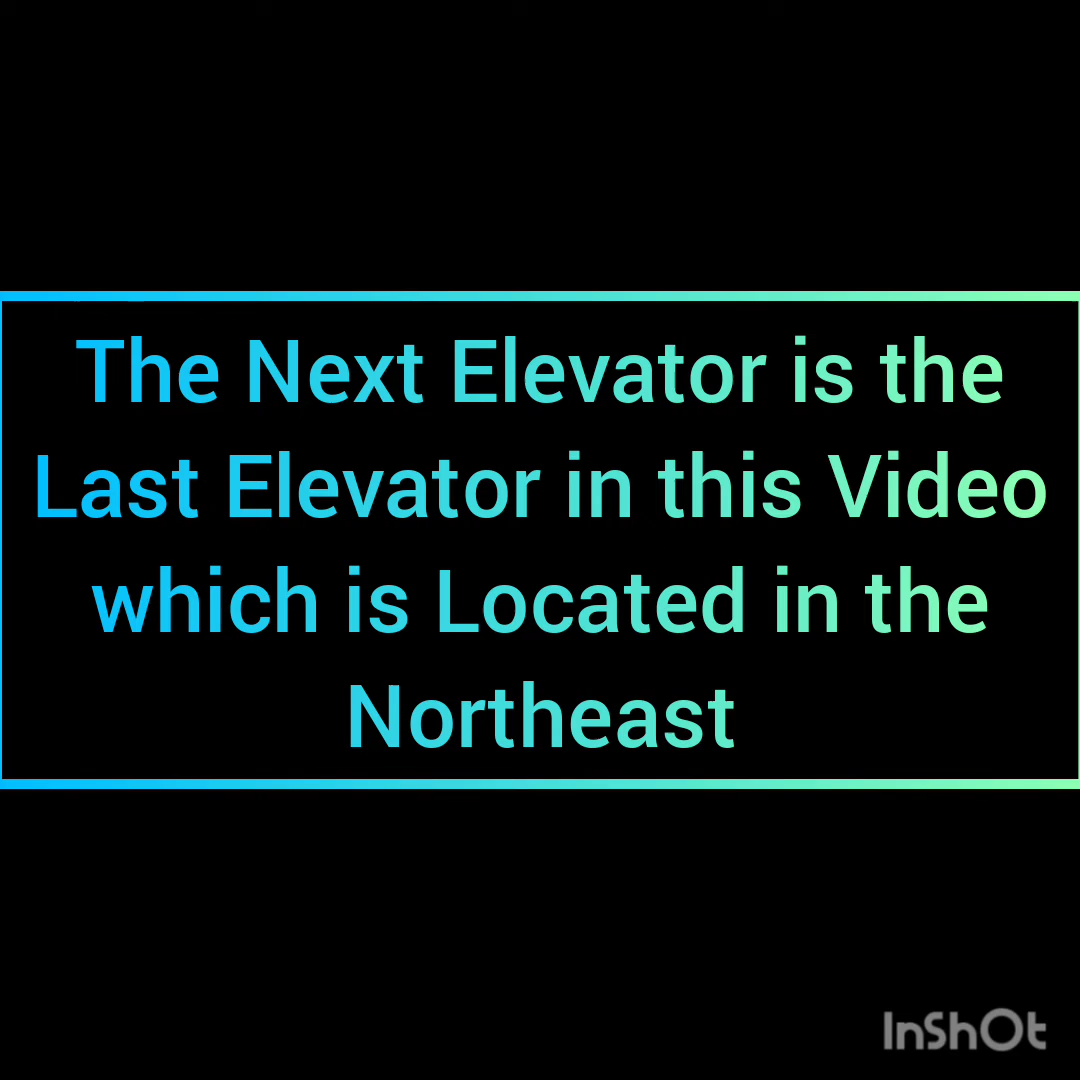 The Next Elevator is the
Last Elevator in this Video
which is Located in the
Northeast
InShOt